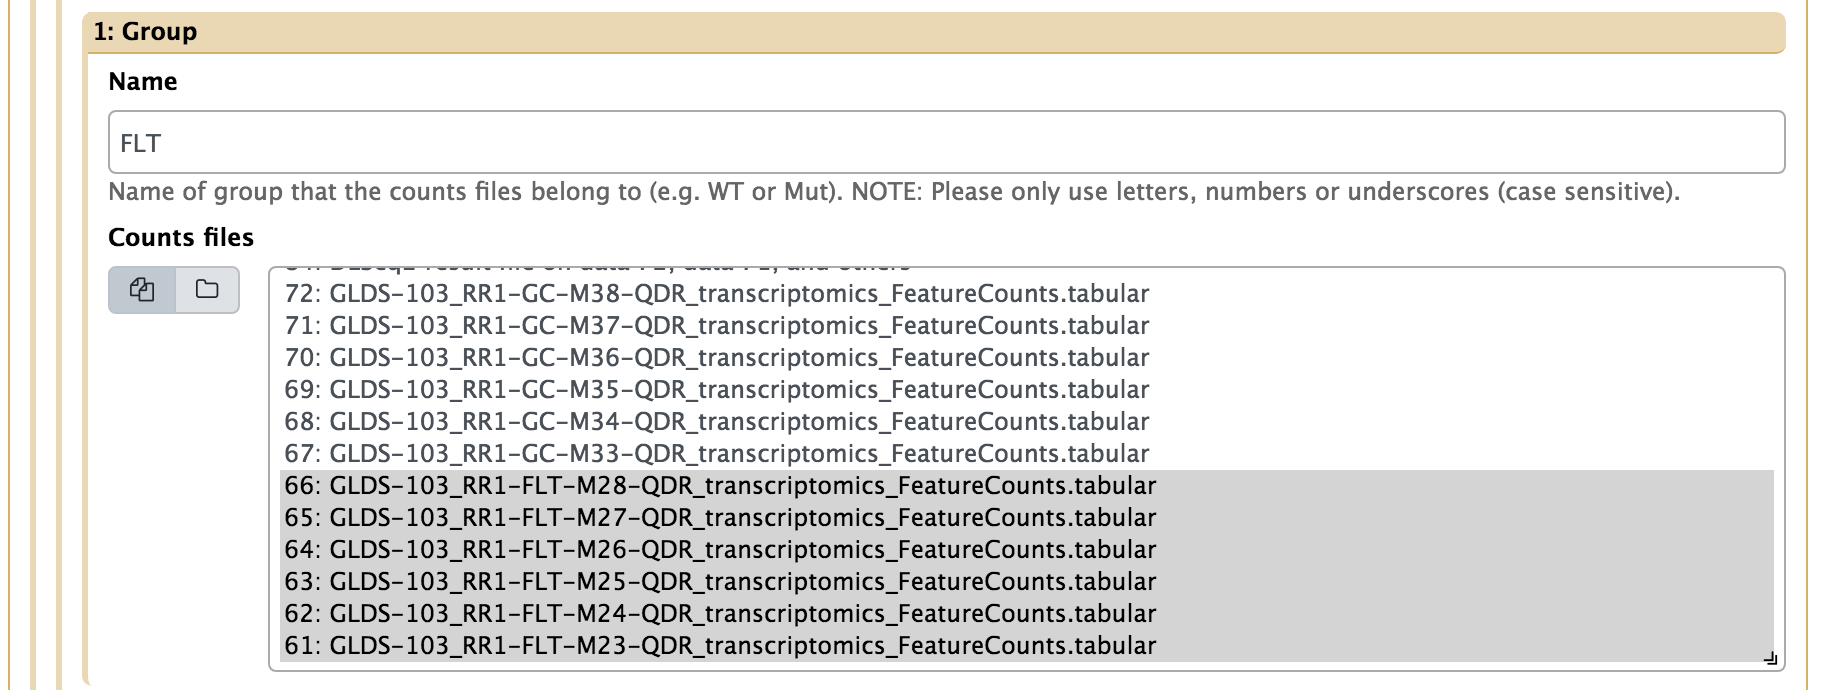 1: Group
Name
FLT
Name of group that the counts files belong to (e.g. WT or Mut). NOTE: Please only use letters, numbers or underscores (case sensitive).
Counts files
72: GLDS-103_RR1-GC-M38-QDR_transcriptomics_FeatureCounts.tabular
71: GLDS-103_RR1-GC-M37-QDR_transcriptomics_FeatureCounts.tabular
70: GLDS-103_RR1-GC-M36-QDR_transcriptomics_FeatureCounts.tabular
69: GLDS-103_RR1-GC-M35-QDR_transcriptomics_FeatureCounts.tabular
68: GLDS-103_RR1-GC-M34-QDR_transcriptomics_FeatureCounts.tabular
67: GLDS-103_RR1-GC-M33-QDR_transcriptomics_FeatureCounts.tabular
66: GLDS-103_RR1-FLT-M28-QDR_transcriptomics_FeatureCounts.tabular
65: GLDS-103_RR1-FLT-M27-QDR_transcriptomics_FeatureCounts.tabular
64: GLDS-103_RR1-FLT-M26-QDR_transcriptomics_FeatureCounts.tabular
63: GLDS-103_RR1-FLT-M25-QDR_transcriptomics_FeatureCounts.tabular
62: GLDS-103_RR1-FLT-M24-QDR_transcriptomics_FeatureCounts.tabular
61: GLDS-103_RR1-FLT-M23-QDR_transcriptomics_FeatureCounts.tabular